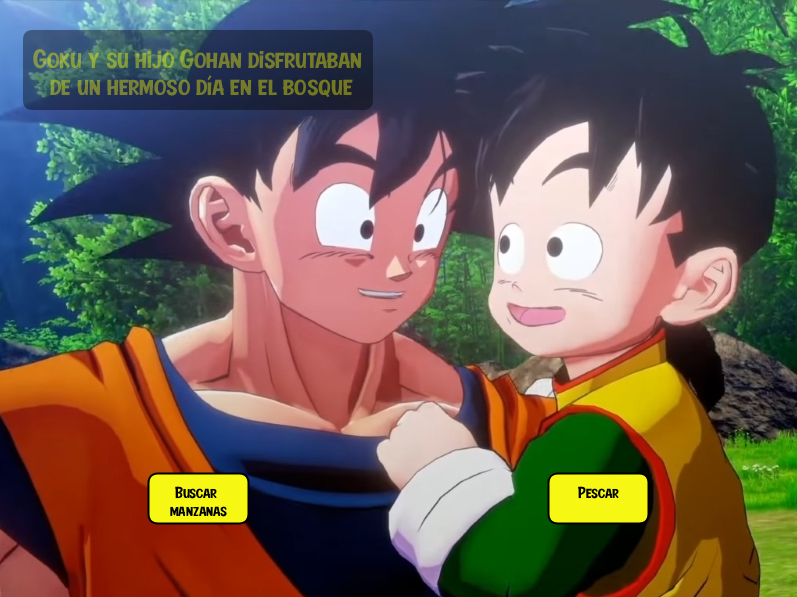 Goku y su hijo Gohan disfrutaban
de un hermoso día en el bosque
Buscar
manzanas
Pescar